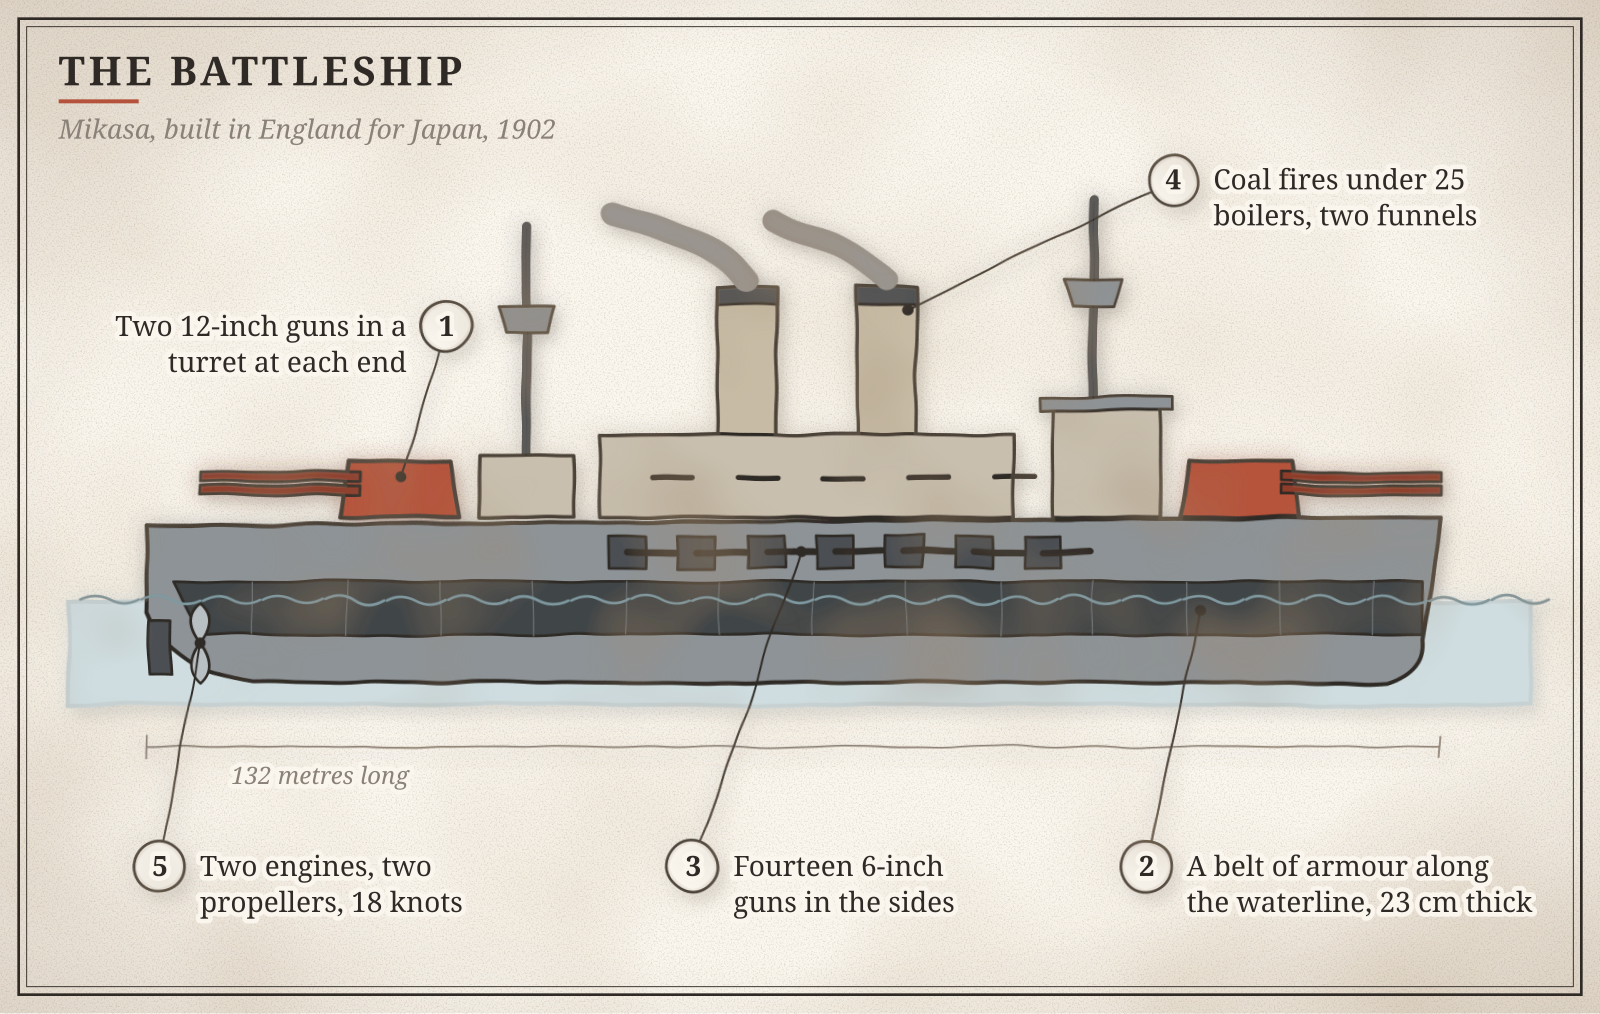 THE BATTLESHIP
Mikasa, built in England for Japan, 1902
4
Coal fires under 25
boilers, two funnels
Two 12-inch guns in a
turret at each end
1
132 metres long
5
Two engines, two
propellers, 18 knots
3
Fourteen 6-inch
guns in the sides
2
A belt of armour along
the waterline, 23 cm thick